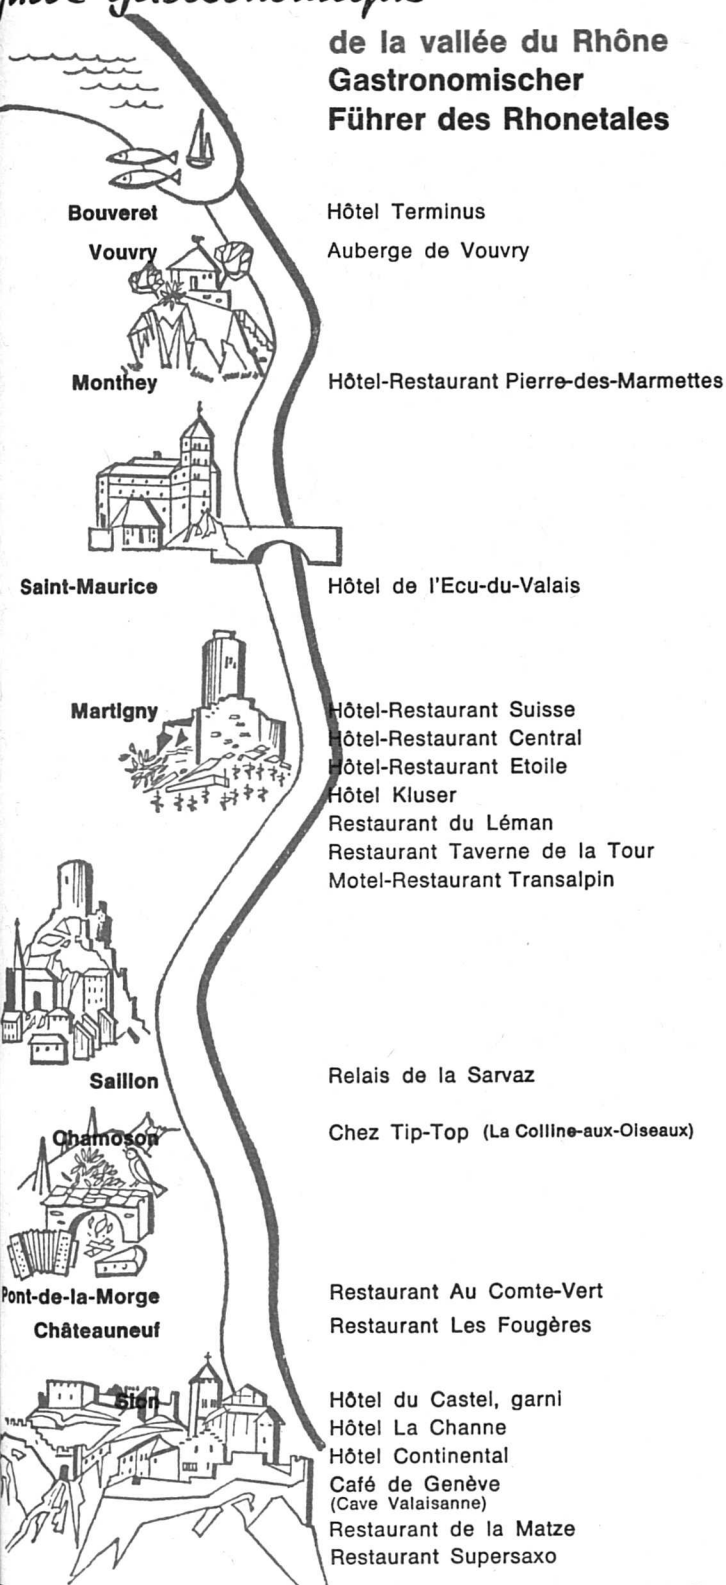 de la vallée du Rhône
Gastronomischer
Führer des Rhonetales
Bouveret Hôtel Terminus
Vouvry Auberge de Vouvry
Monthey Hôtel-Restaurant Pierre-des-Marmettes
Saint-Maurice Hôtel de l'Ecu-du-Valais
Martigny Hôtel-Restaurant Suisse
Hôtel-Restaurant Central
Hôtel-Restaurant Etoile
Hôtel Kluser
Restaurant du Léman
Restaurant Taverne de la Tour
Motel-Restaurant Transalpin
Saillon Relais de la Sarvaz
Chamoson Chez Tip-Top (La Colline-aux-Oiseaux)
Pont-de-la-Morge Restaurant Au Comte-Vert
Châteauneuf Restaurant Les Fougères
Sion Hôtel du Castel, garni
Hôtel La Channe
Hôtel Continental
Café de Genève
(Cave Valaisanne)
Restaurant de la Matze
Restaurant Supersaxo